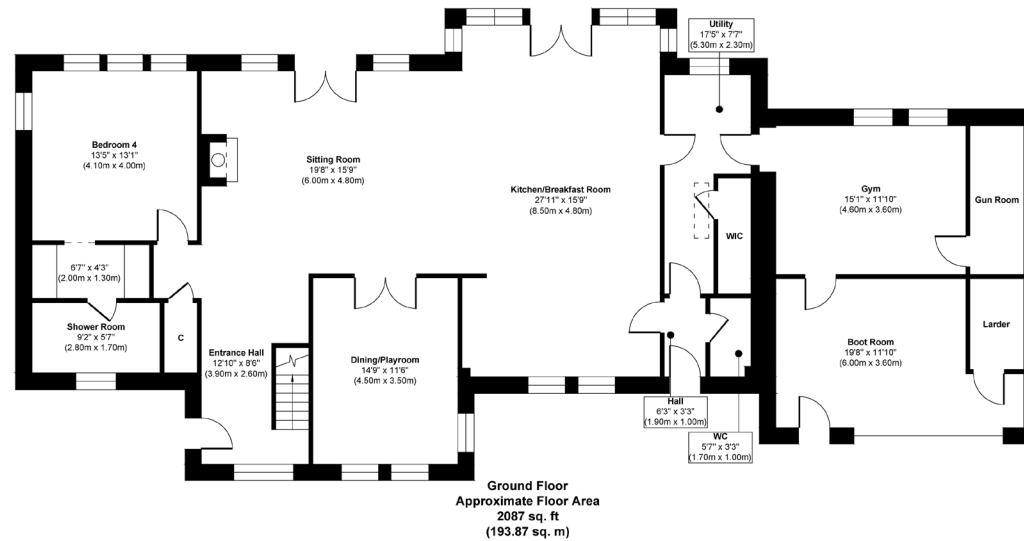 Utility
17'5" x 7'7"
(5.30m x 2.30m)
Bedroom 4
13'5" x 13'1"
(4.10m x 4.00m)
Sitting Room
19'8" x 15'9"
(6.00m x 4.80m)
Kitchen/Breakfast Room
27'11" x 15'9"
(8.50m x 4.80m)
Gym
15'1" x 11'10"
(4.60m x 3.60m)
Gun Room
WIC
6'7" x 4'3"
(2.00m x 1.30m)
Shower Room
9'2" x 5'7"
(2.80m x 1.70m)
C
Entrance Hall
12'10" x 8'6"
(3.90m x 2.60m)
Dining/Playroom
14'9" x 11'6"
(4.50m x 3.50m)
Boot Room
19'8" x 11'10"
(6.00m x 3.60m)
Larder
Hall
6'3" x 3'3"
(1.90m x 1.00m)
WC
5'7" x 3'3"
(1.70m x 1.00m)
Ground Floor
Approximate Floor Area
2087 sq. ft
(193.87 sq. m)